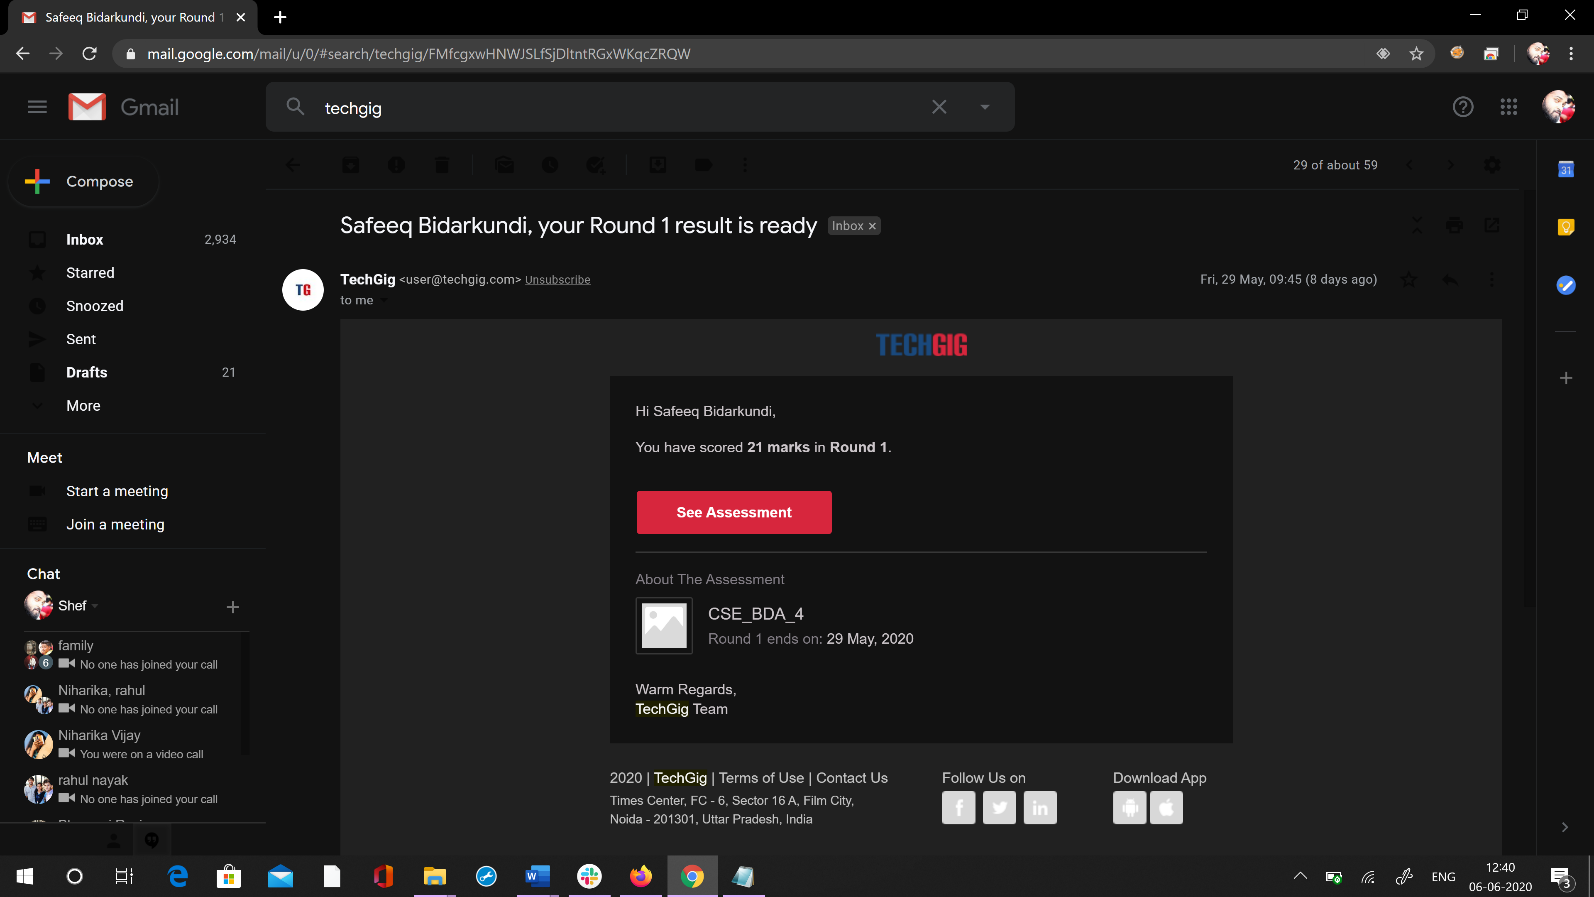 Safeeq Bidarkundi, your Round 1
mail.google.com/mail/u/0/#search/techgig/FMfcgxwHNWJSLfSjDltntRGxWKqcZRQW
Gmail
techgig
Compose
29 of about 59
31
Safeeq Bidarkundi, your Round 1 result is ready
Inbox
Inbox 2,934
Starred
Snoozed
Sent
Drafts 21
More
TG
TechGig <user@techgig.com> Unsubscribe
Fri, 29 May, 09:45 (8 days ago)
to me
TECHGIG
Hi Safeeq Bidarkundi,
You have scored 21 marks in Round 1.
See Assessment
About The Assessment
CSE_BDA_4
Round 1 ends on: 29 May, 2020
Warm Regards,
TechGig Team
Meet
Start a meeting
Join a meeting
Chat
Shef
family
6
No one has joined your call
Niharika, rahul
No one has joined your call
Niharika Vijay
You were on a video call
rahul nayak
No one has joined your call
2020 | TechGig | Terms of Use | Contact Us
Times Center, FC - 6, Sector 16 A, Film City,
Noida - 201301, Uttar Pradesh, India
Follow Us on
Download App
ENG
12:40
06-06-2020
3